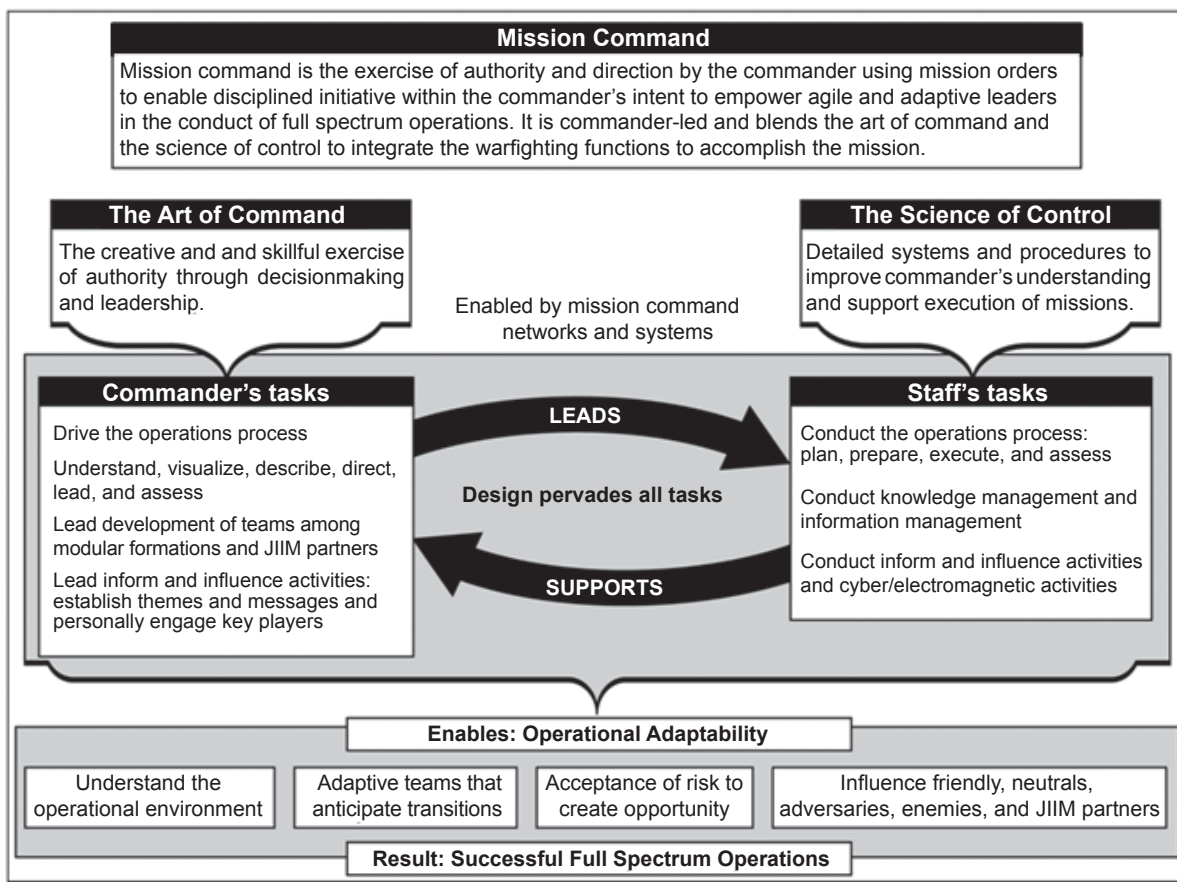 Mission Command
Mission command is the exercise of authority and direction by the commander using mission orders
to enable disciplined initiative within the commander's intent to empower agile and adaptive leaders
in the conduct of full spectrum operations. It is commander-led and blends the art of command and
the science of control to integrate the warfighting functions to accomplish the mission.
The Art of Command
The creative and and skillful exercise
of authority through decisionmaking
and leadership.
The Science of Control
Detailed systems and procedures to
improve commander's understanding
and support execution of missions.
Enabled by mission command
networks and systems
Commander's tasks
Drive the operations process
Understand, visualize, describe, direct,
lead, and assess
Lead development of teams among
modular formations and JIIM partners
Lead inform and influence activities:
establish themes and messages and
personally engage key players
LEADS
Design pervades all tasks
SUPPORTS
Staff's tasks
Conduct the operations process:
plan, prepare, execute, and assess
Conduct knowledge management and
information management
Conduct inform and influence activities
and cyber/electromagnetic activities
Enables: Operational Adaptability
Understand the
operational environment
Adaptive teams that
anticipate transitions
Acceptance of risk to
create opportunity
Influence friendly, neutrals,
adversaries, enemies, and JIIM partners
Result: Successful Full Spectrum Operations